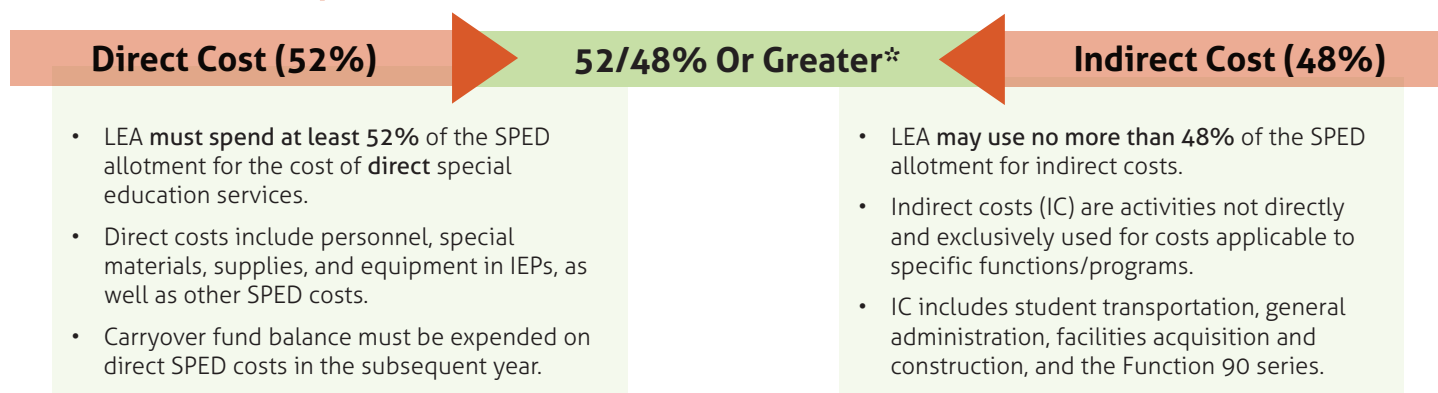 Direct Cost (52%)
52/48% Or Greater*
Indirect Cost (48%)
• LEA must spend at least 52% of the SPED
allotment for the cost of direct special
education services.
• Direct costs include personnel, special
materials, supplies, and equipment in IEPs, as
well as other SPED costs.
• Carryover fund balance must be expended on
direct SPED costs in the subsequent year.
• LEA may use no more than 48% of the SPED
allotment for indirect costs.
• Indirect costs (IC) are activities not directly
and exclusively used for costs applicable to
specific functions/programs.
• IC includes student transportation, general
administration, facilities acquisition and
construction, and the Function 90 series.